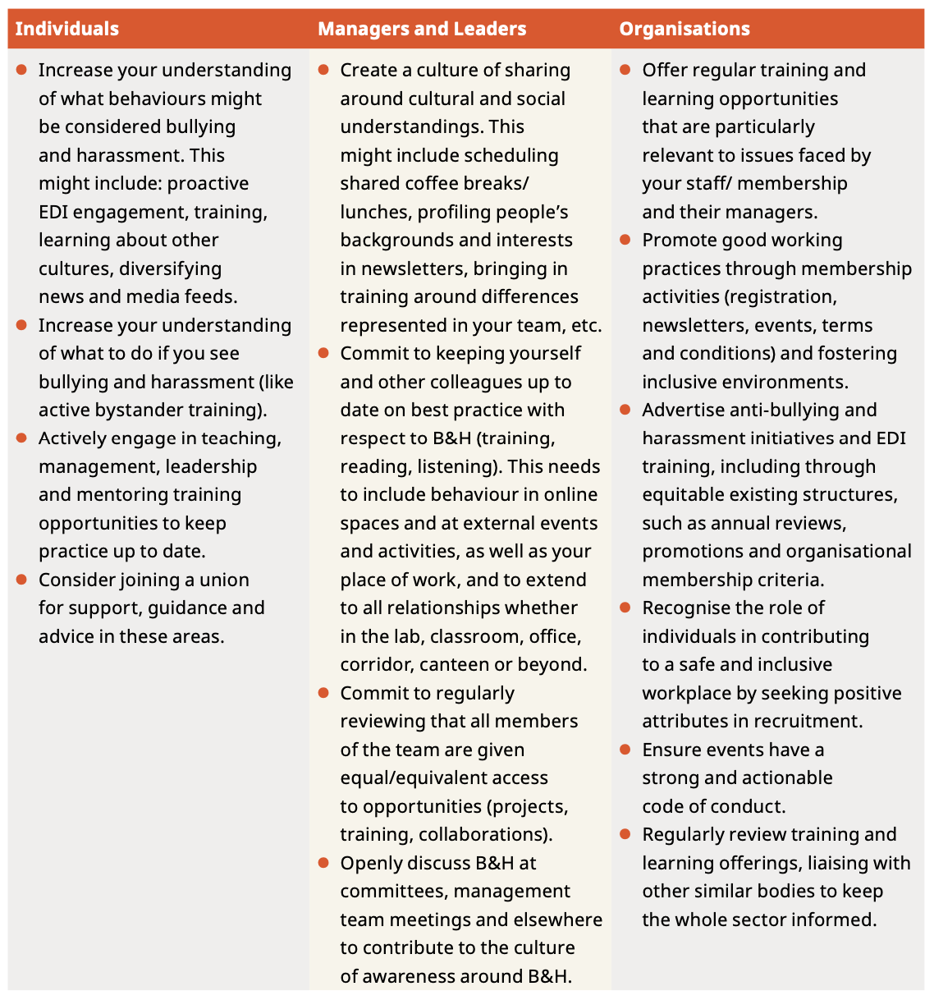 Individuals
● Increase your understanding
of what behaviours might
be considered bullying
and harassment. This
might include: proactive
EDI engagement, training,
learning about other
cultures, diversifying
news and media feeds.
● Increase your understanding
of what to do if you see
bullying and harassment (like
active bystander training).
● Actively engage in teaching,
management, leadership
and mentoring training
opportunities to keep
practice up to date.
● Consider joining a union
for support, guidance and
advice in these areas.
Managers and Leaders
● Create a culture of sharing
around cultural and social
understandings. This
might include scheduling
shared coffee breaks/
lunches, profiling people’s
backgrounds and interests
in newsletters, bringing in
training around differences
represented in your team, etc.
● Commit to keeping yourself
and other colleagues up to
date on best practice with
respect to B&H (training,
reading, listening). This needs
to include behaviour in online
spaces and at external events
and activities, as well as your
place of work, and to extend
to all relationships whether
in the lab, classroom, office,
corridor, canteen or beyond.
● Commit to regularly
reviewing that all members
of the team are given
equal/equivalent access
to opportunities (projects,
training, collaborations).
● Openly discuss B&H at
committees, management
team meetings and elsewhere
to contribute to the culture
of awareness around B&H.
Organisations
● Offer regular training and
learning opportunities
that are particularly
relevant to issues faced by
your staff/ membership
and their managers.
● Promote good working
practices through membership
activities (registration,
newsletters, events, terms
and conditions) and fostering
inclusive environments.
● Advertise anti-bullying and
harassment initiatives and EDI
training, including through
equitable existing structures,
such as annual reviews,
promotions and organisational
membership criteria.
● Recognise the role of
individuals in contributing
to a safe and inclusive
workplace by seeking positive
attributes in recruitment.
● Ensure events have a
strong and actionable
code of conduct.
● Regularly review training and
learning offerings, liaising with
other similar bodies to keep
the whole sector informed.